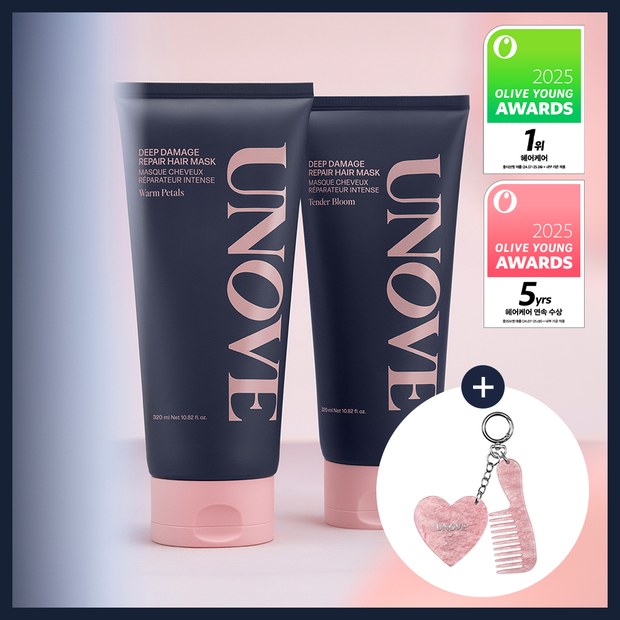 DEEP DAMAGE
REPAIR HAIR MASK
MASQUE CHEVEUX
RÉPARATEUR INTENSE
Warm Petals
UNOVE
320 ml Net 10.82 fl. oz.
DEEP DAMAGE
REPAIR HAIR MASK
MASQUE CHEVEUX
RÉPARATEUR INTENSE
Tender Bloom
UNOVE
320 ml Net 10.82 fl. oz.
2025
OLIVE YOUNG
AWARDS
1위
헤어케어
2025
OLIVE YOUNG
AWARDS
5yrs
헤어케어 연속 수상
+
UNOVE